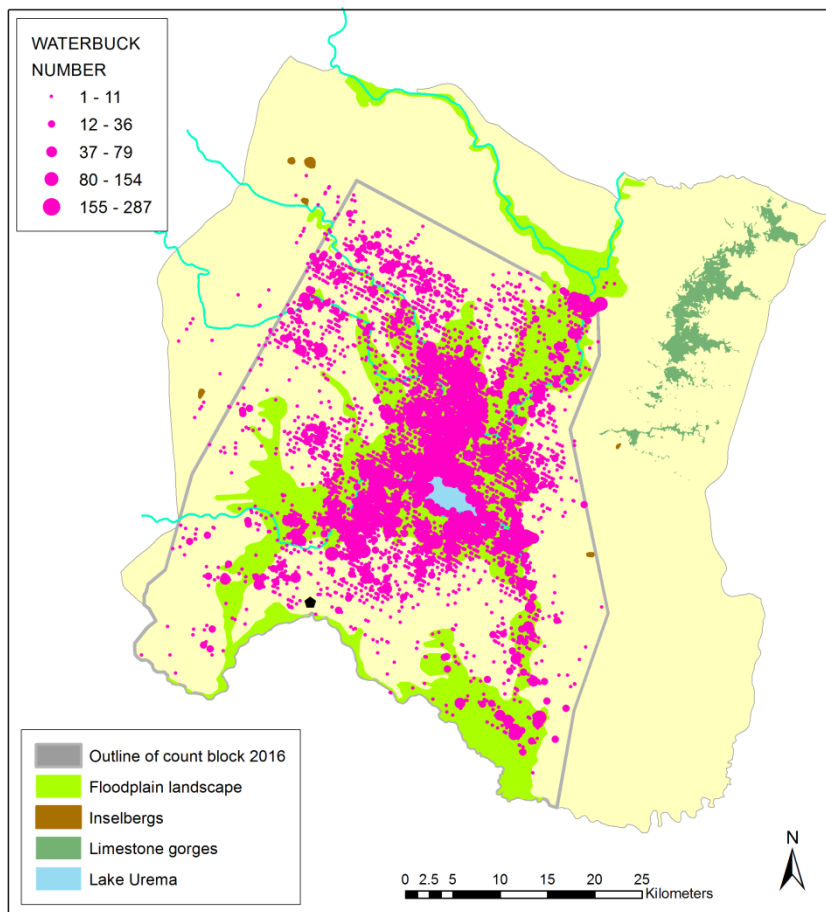 WATERBUCK
NUMBER
1 - 11
12 - 36
37 - 79
80 - 154
155 - 287
Outline of count block 2016
Floodplain landscape
Inselbergs
Limestone gorges
Lake Urema
0 2.5 5 10 15 20 25
Kilometers
N